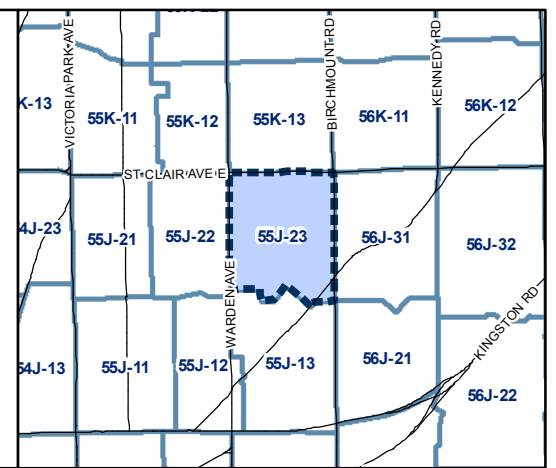 VICTORIA PARK AVE
BIRCHMOUNT RD
KENNEDY RD
K-13
55K-11
55K-12
55K-13
56K-11
56K-12
ST CLAIR AVE E
4J-23
55J-21
55J-22
55J-23
56J-31
56J-32
WARDEN AVE
KINGSTON RD
54J-13
55J-11
55J-12
55J-13
56J-21
56J-22